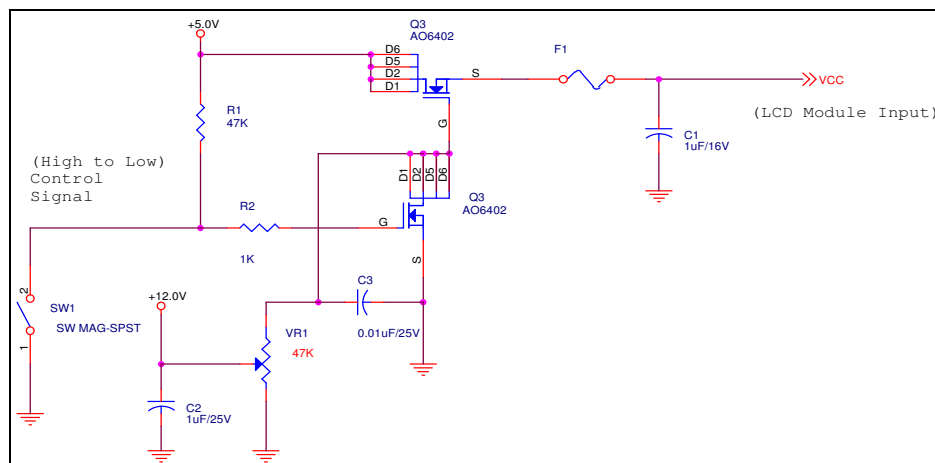 +5.0V
Q3
AO6402
D6
D5
D2
D1
S
G
F1
VCC
(LCD Module Input)
R1
47K
C1
1uF/16V
(High to Low)
Control
Signal
D1
D2
D5
D6
Q3
AO6402
R2
1K
G
S
2
SW1
SW MAG-SPST
1
+12.0V
C3
0.01uF/25V
VR1
47K
C2
1uF/25V